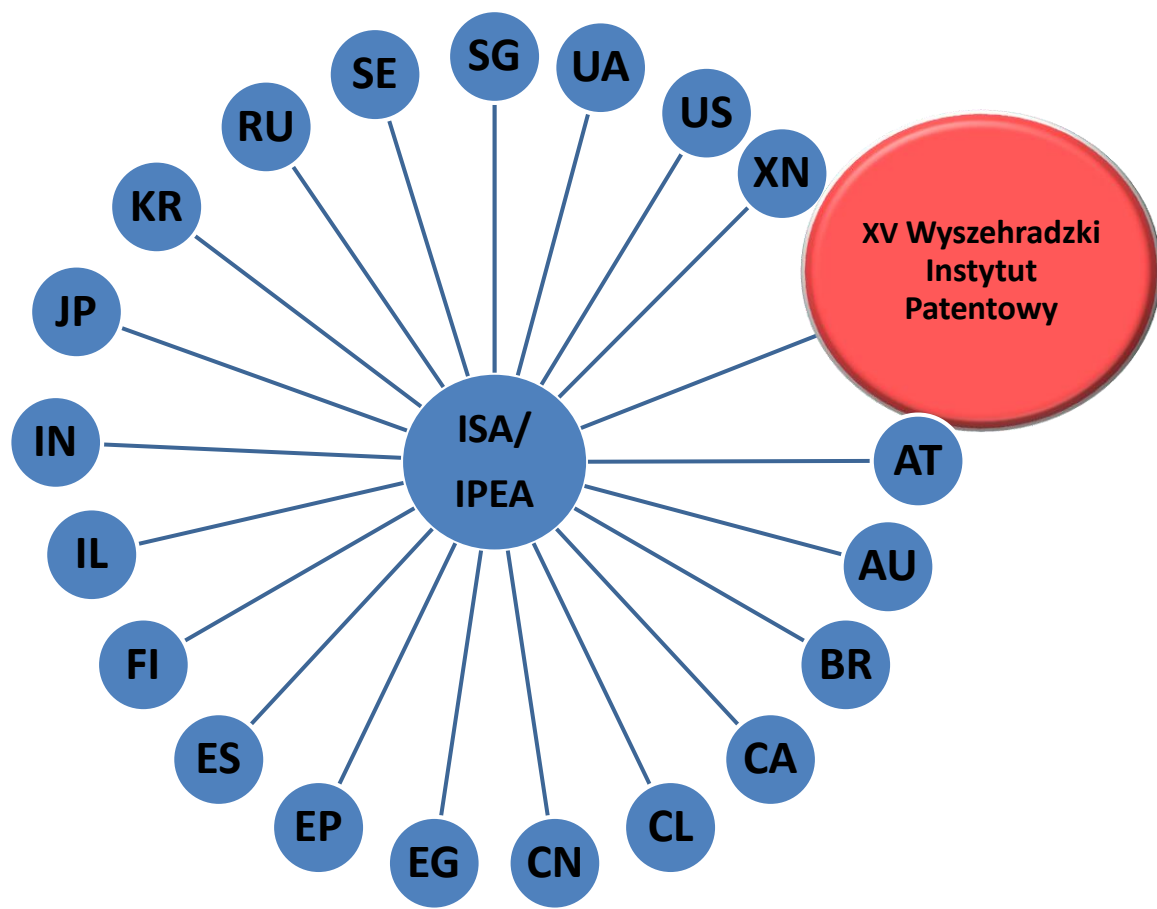 SG
UA
SE
US
RU
XN
KR
XV Wyszehradzki
Instytut
Patentowy
JP
ISA/
IPEA
IN
AT
IL
AU
FI
BR
ES
CA
EP
CL
EG
CN